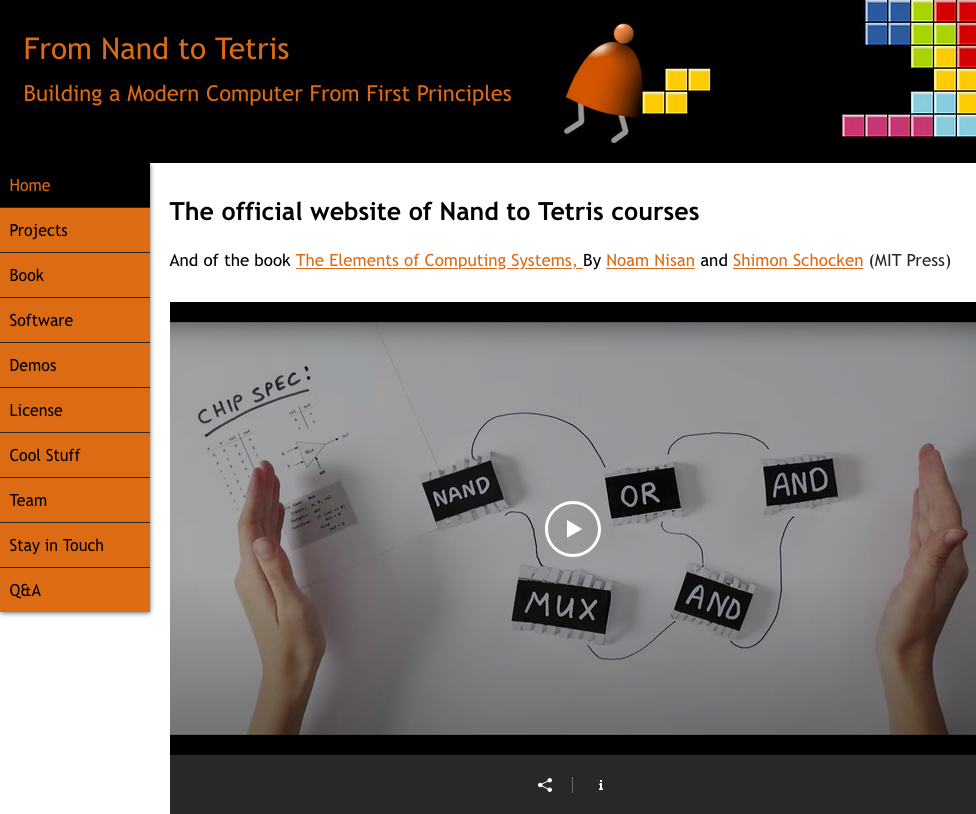 From Nand to Tetris
Building a Modern Computer From First Principles
Home
Projects
Book
Software
Demos
License
Cool Stuff
Team
Stay in Touch
Q&A
The official website of Nand to Tetris courses
And of the book The Elements of Computing Systems, By Noam Nisan and Shimon Schocken (MIT Press)
CHIP SPEC!
NAND
OR
AND
MUX
AND